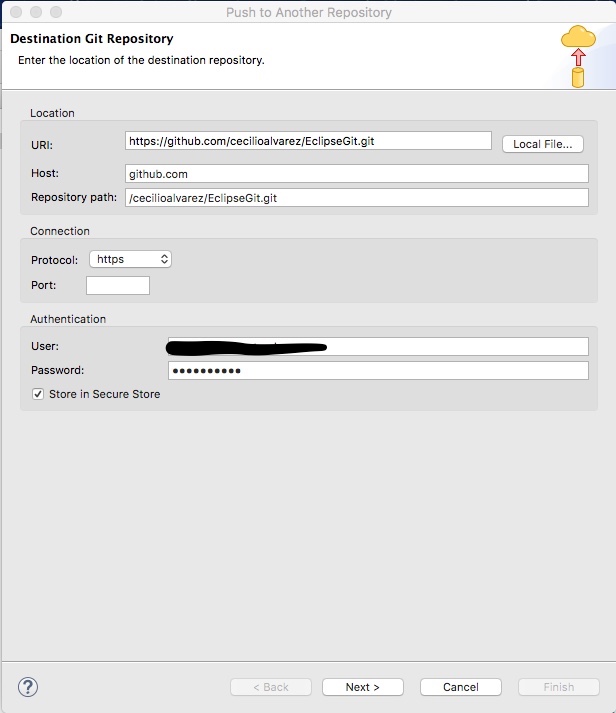 Push to Another Repository
Destination Git Repository
Enter the location of the destination repository.
Location
URI: https://github.com/cecilioalvarez/EclipseGit.git Local File...
Host: github.com
Repository path: /cecilioalvarez/EclipseGit.git
Connection
Protocol: https
Port:
Authentication
User:
Password: ●●●●●●●●●●
Store in Secure Store
? < Back Next > Cancel Finish